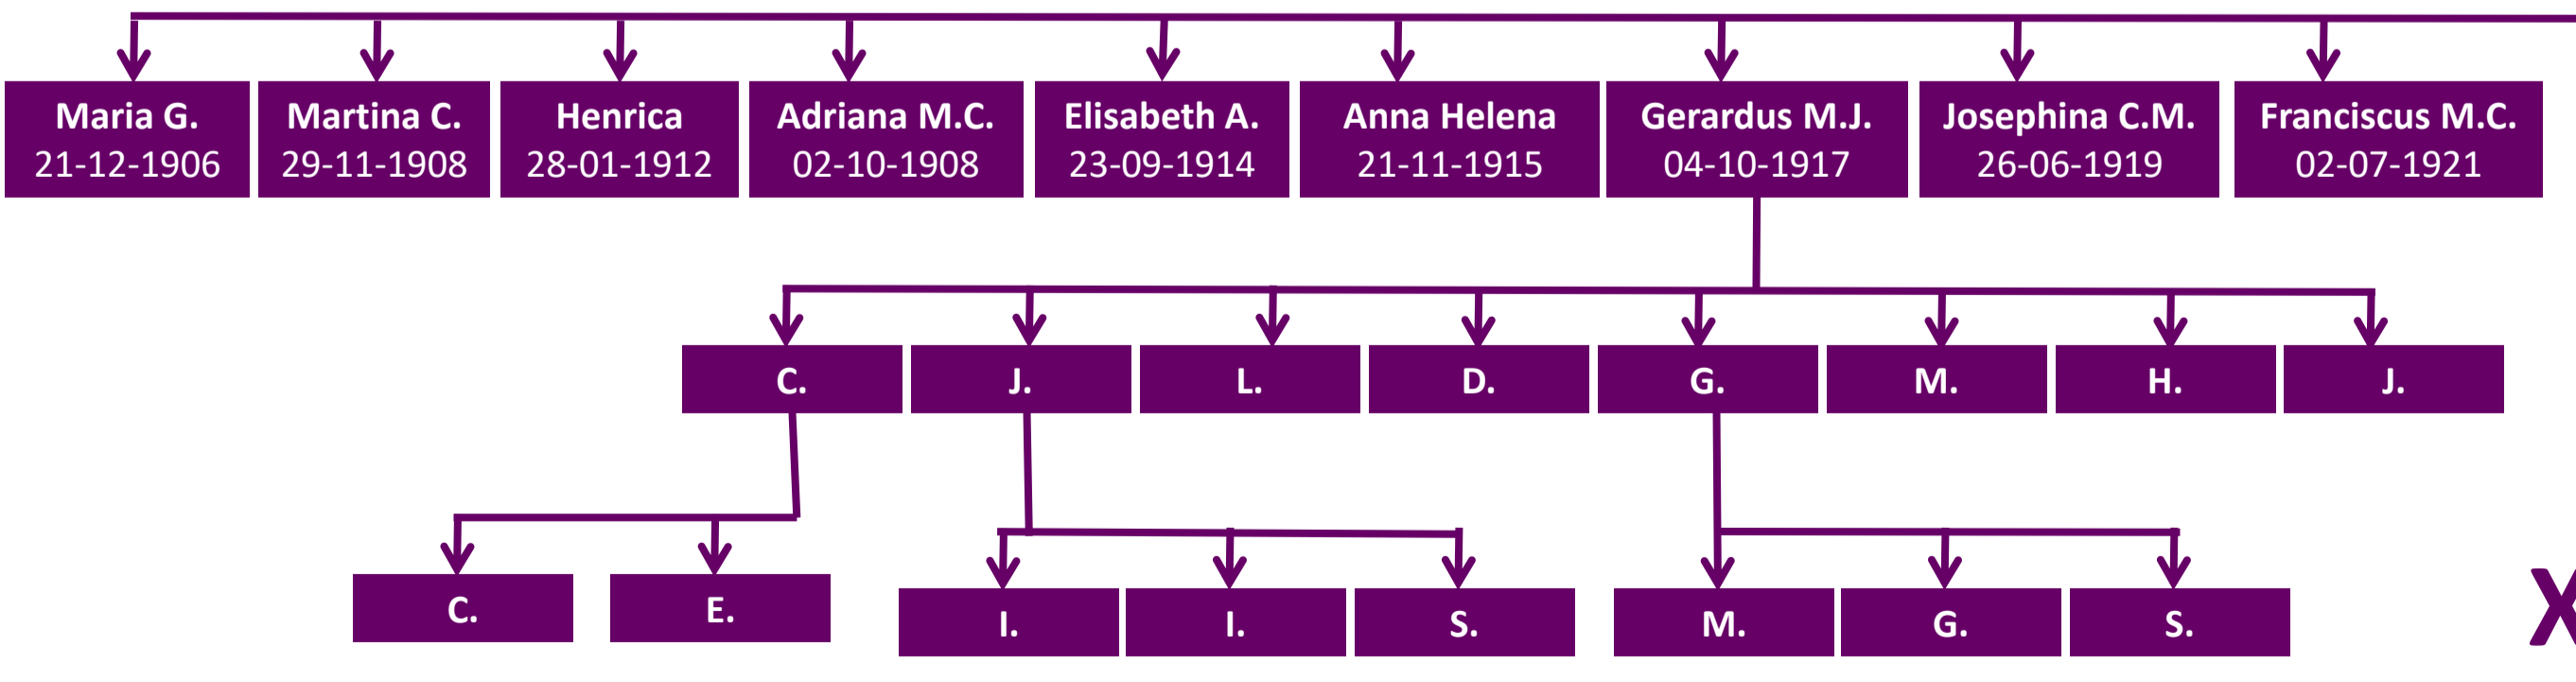 Maria G.
21-12-1906
Martina C.
29-11-1908
Henrica
28-01-1912
Adriana M.C.
02-10-1908
Elisabeth A.
23-09-1914
Anna Helena
21-11-1915
Gerardus M.J.
04-10-1917
Josephina C.M.
26-06-1919
Franciscus M.C.
02-07-1921
C.
J.
L.
D.
G.
M.
H.
J.
C.
E.
I.
I.
S.
M.
G.
S.